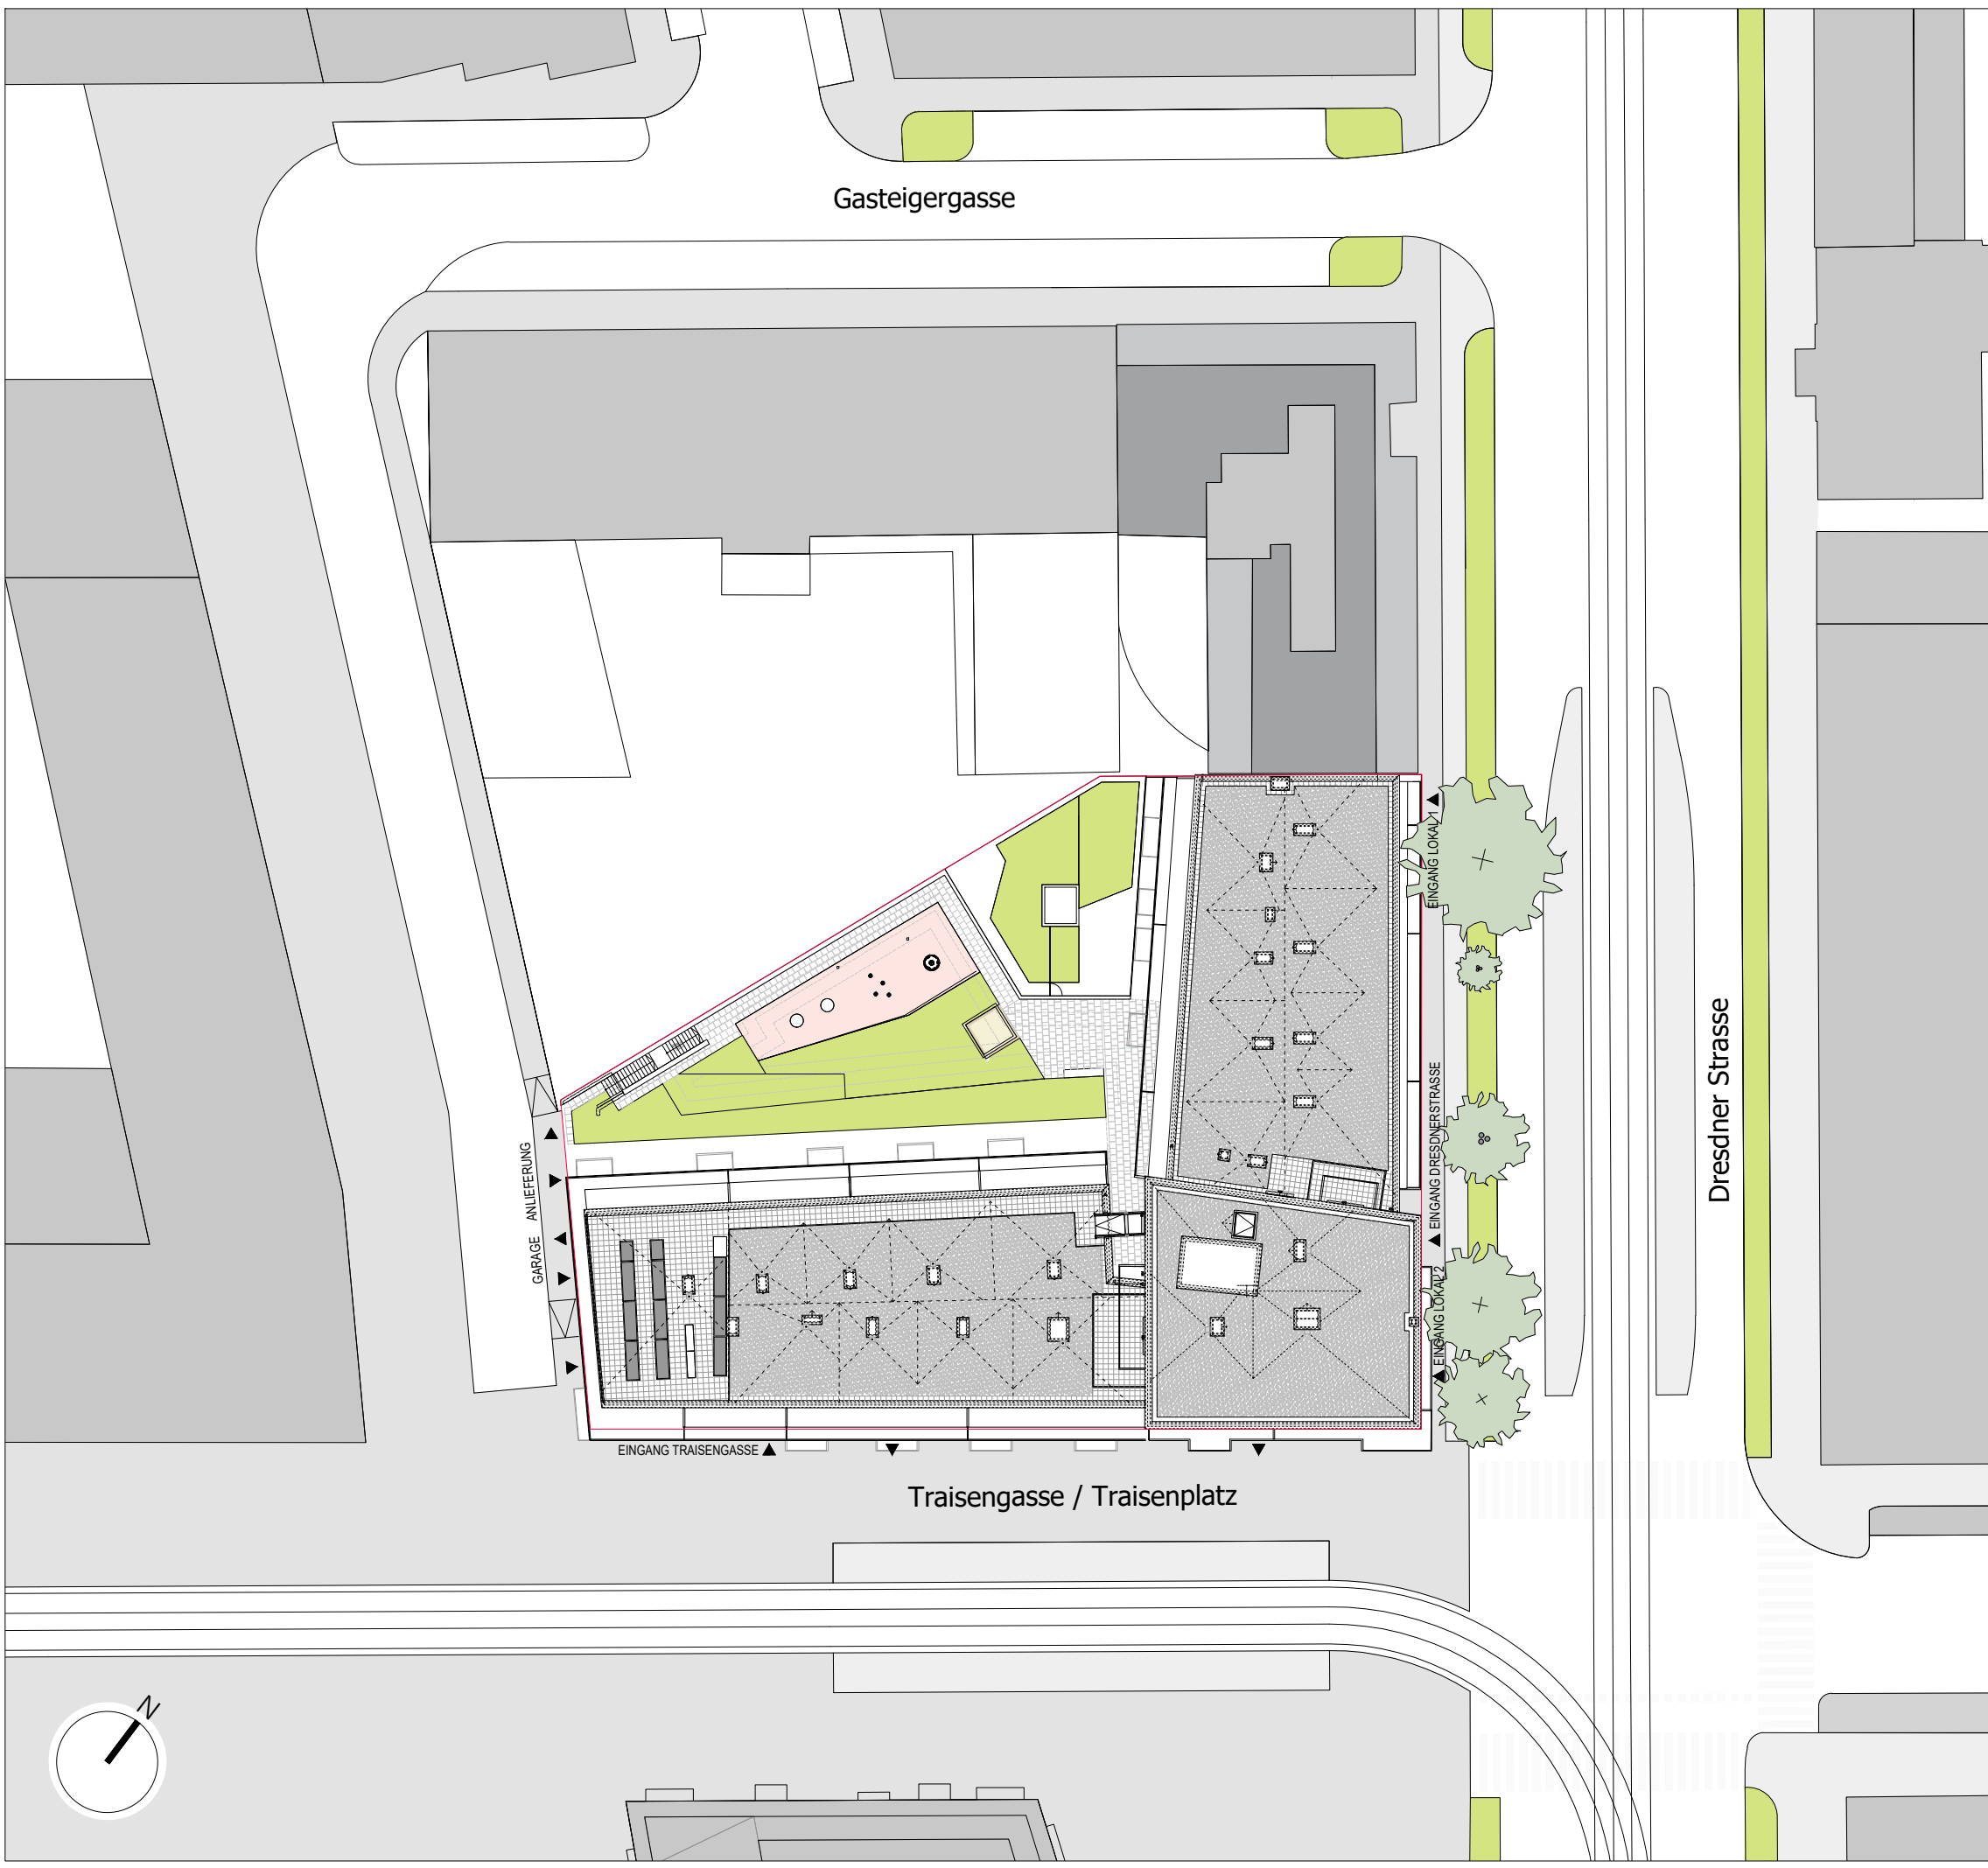 Gasteigergasse
EINGANG LOKAL 1
Dresdner Strasse
EINGANG DRESDNERSTRASSE
GARAGE ANLIEFERUNG
EINGANG LOKAL 2
EINGANG TRAISENGASSE
Traisengasse / Traisenplatz
N